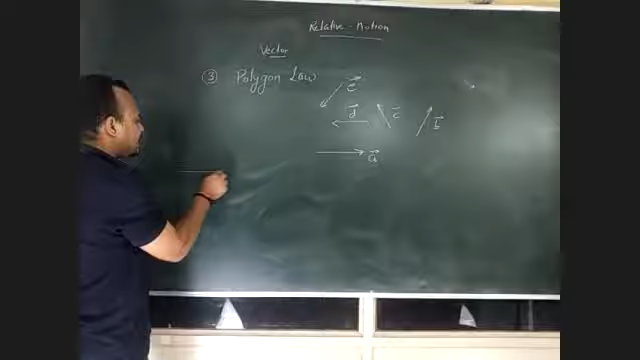 Relative - Motion
Vector
③ Polygon Law
e⃗
d⃗
c⃗
b⃗
a⃗